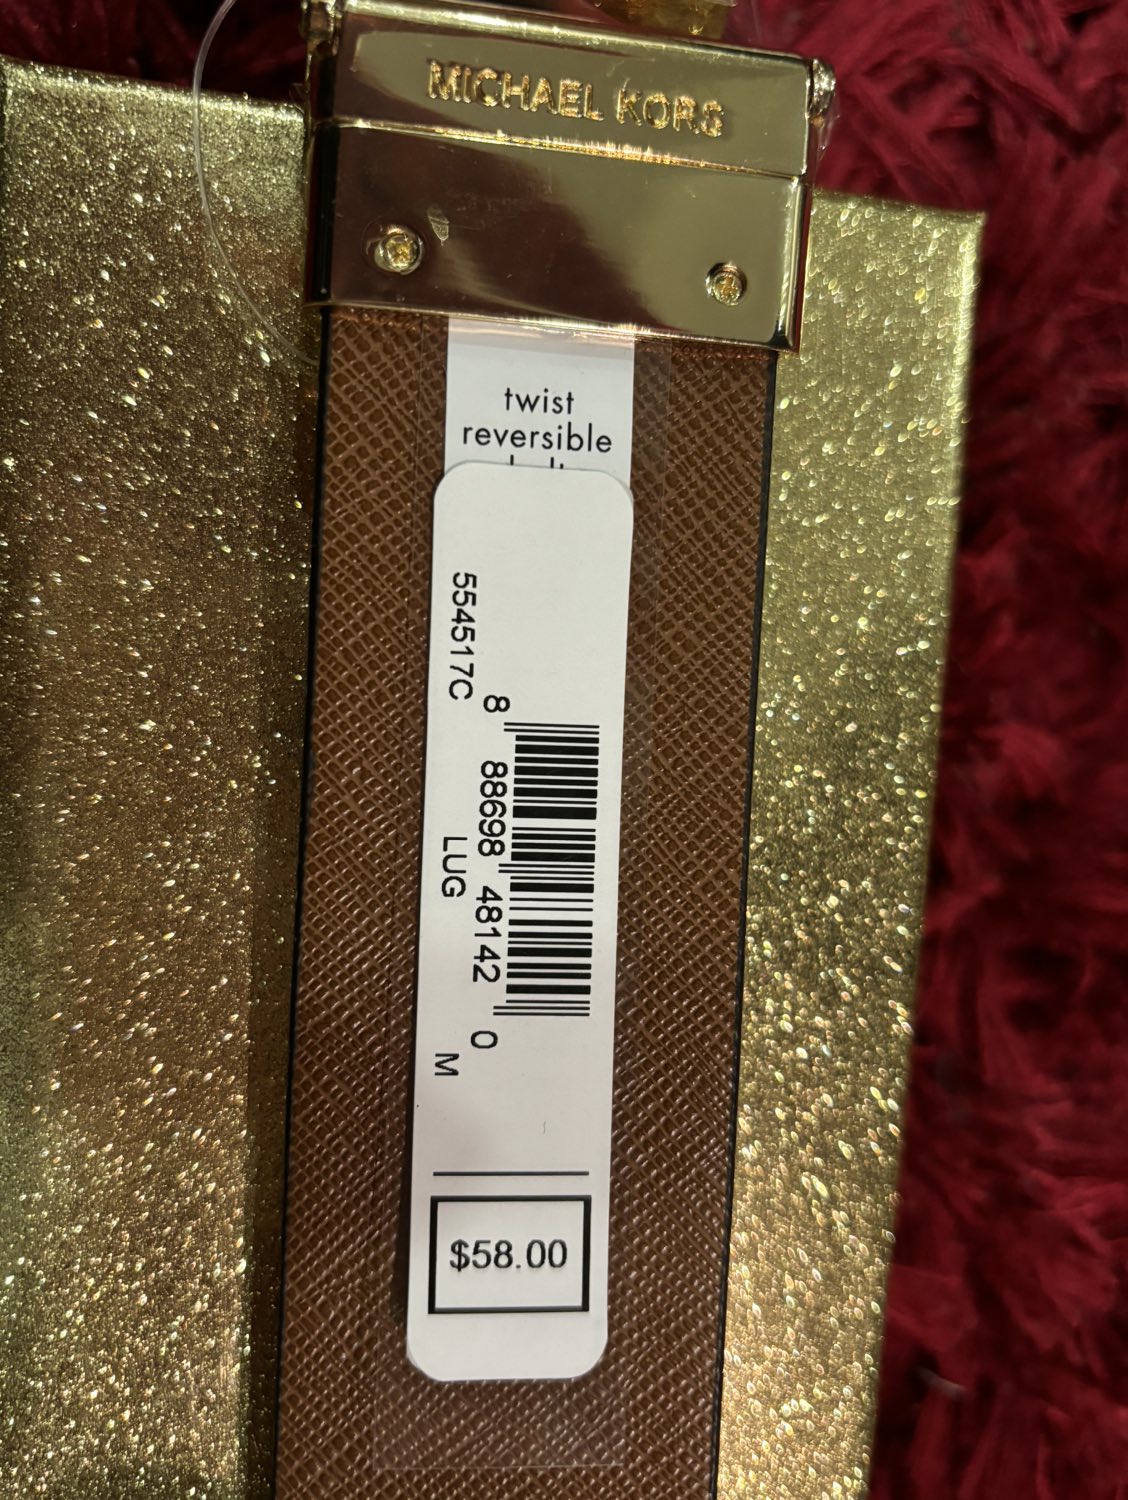 MICHAEL KORS
twist
reversible
554517C
8 88698 48142 0
LUG
M
$58.00